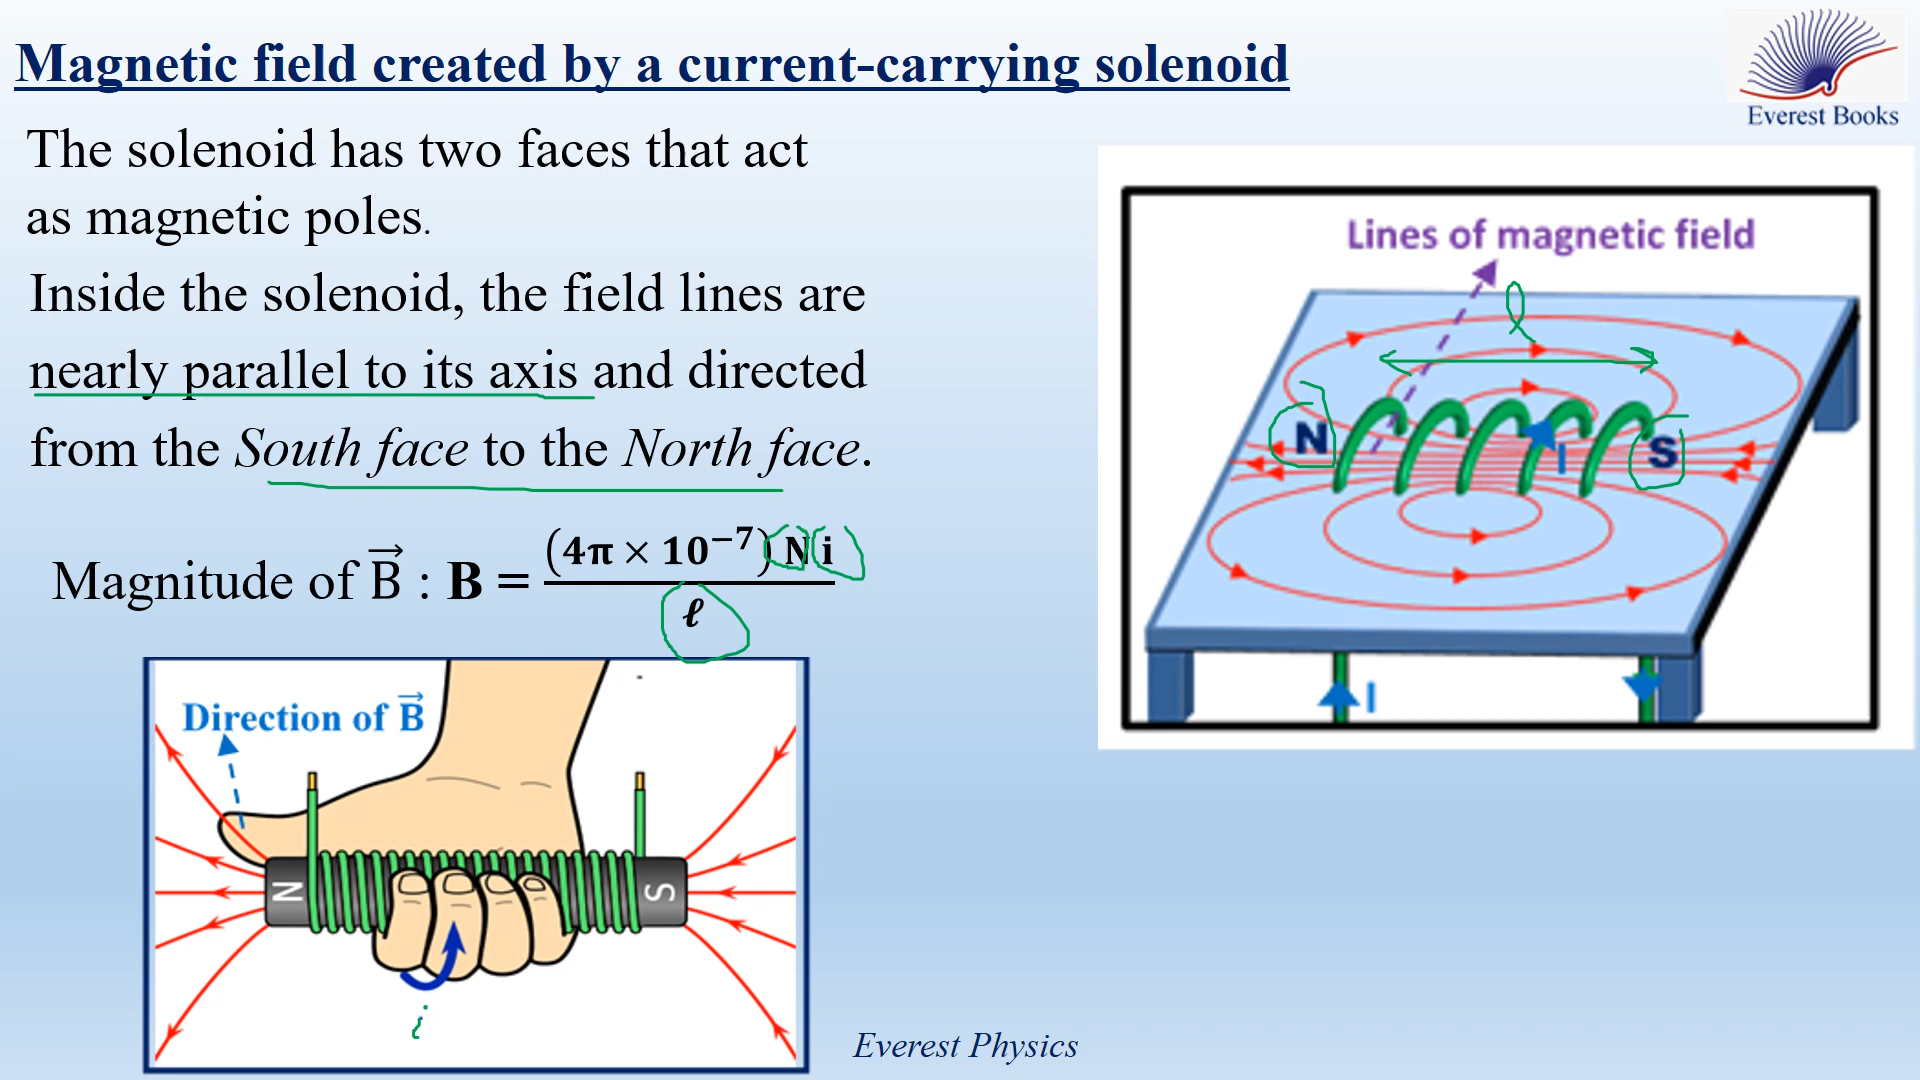 Magnetic field created by a current-carrying solenoid
Everest Books
The solenoid has two faces that act
as magnetic poles.
Inside the solenoid, the field lines are
nearly parallel to its axis and directed
from the South face to the North face.
Magnitude of B⃗ : B = (4π × 10⁻⁷) N i / ℓ
Direction of B⃗
N
S
i
Lines of magnetic field
ℓ
N
I
S
I
Everest Physics